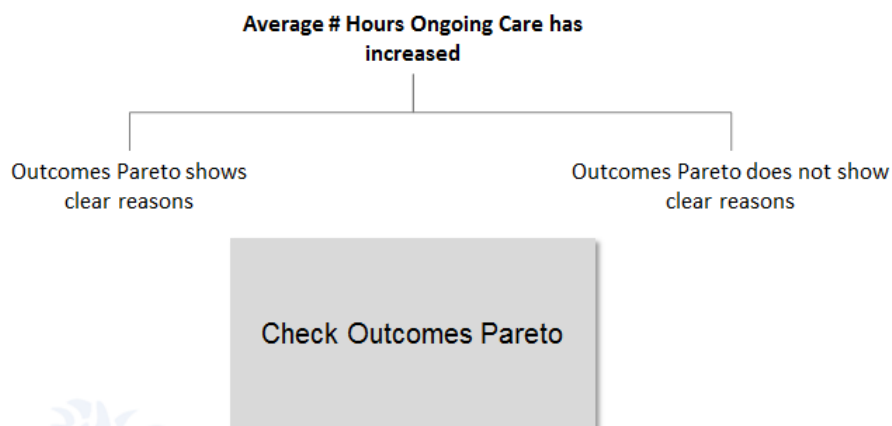 Average # Hours Ongoing Care has
increased
Outcomes Pareto shows
clear reasons
Outcomes Pareto does not show
clear reasons
Check Outcomes Pareto